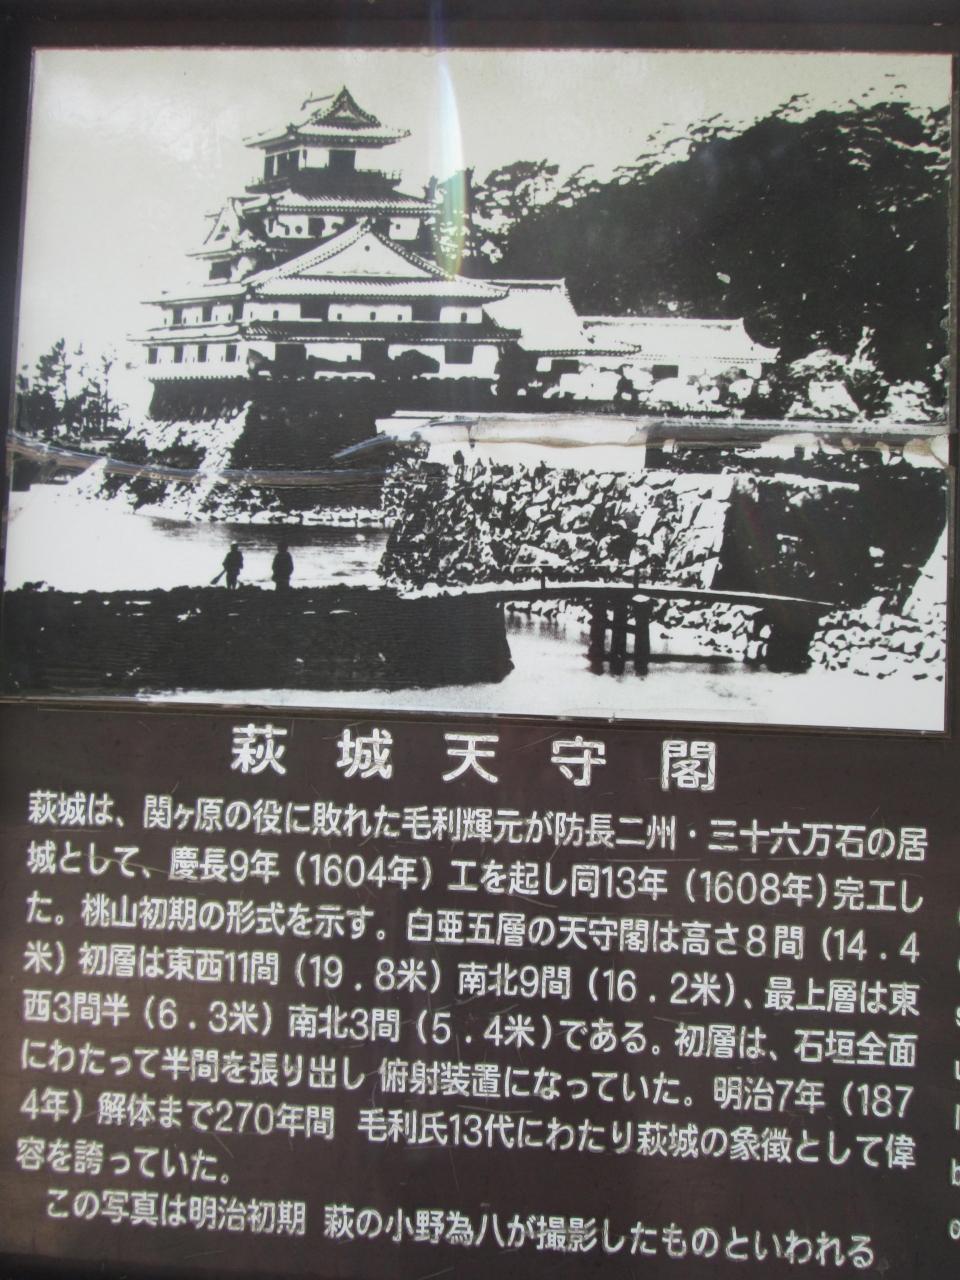 萩城天守閣
萩城は、関ヶ原の役に敗れた毛利輝元が防長二州・三十六万石の居
城として、慶長9年（1604年）工を起し同13年（1608年）完工し
た。桃山初期の形式を示す。白亜五層の天守閣は高さ8間（14.4
米）初層は東西11間（19.8米）南北9間（16.2米）、最上層は東
西3間半（6.3米）南北3間（5.4米）である。初層は、石垣全面
にわたって半間を張り出し 俯射装置になっていた。明治7年（187
4年）解体まで270年間 毛利氏13代にわたり萩城の象徴として偉
容を誇っていた。
この写真は明治初期 萩の小野為八が撮影したものといわれる